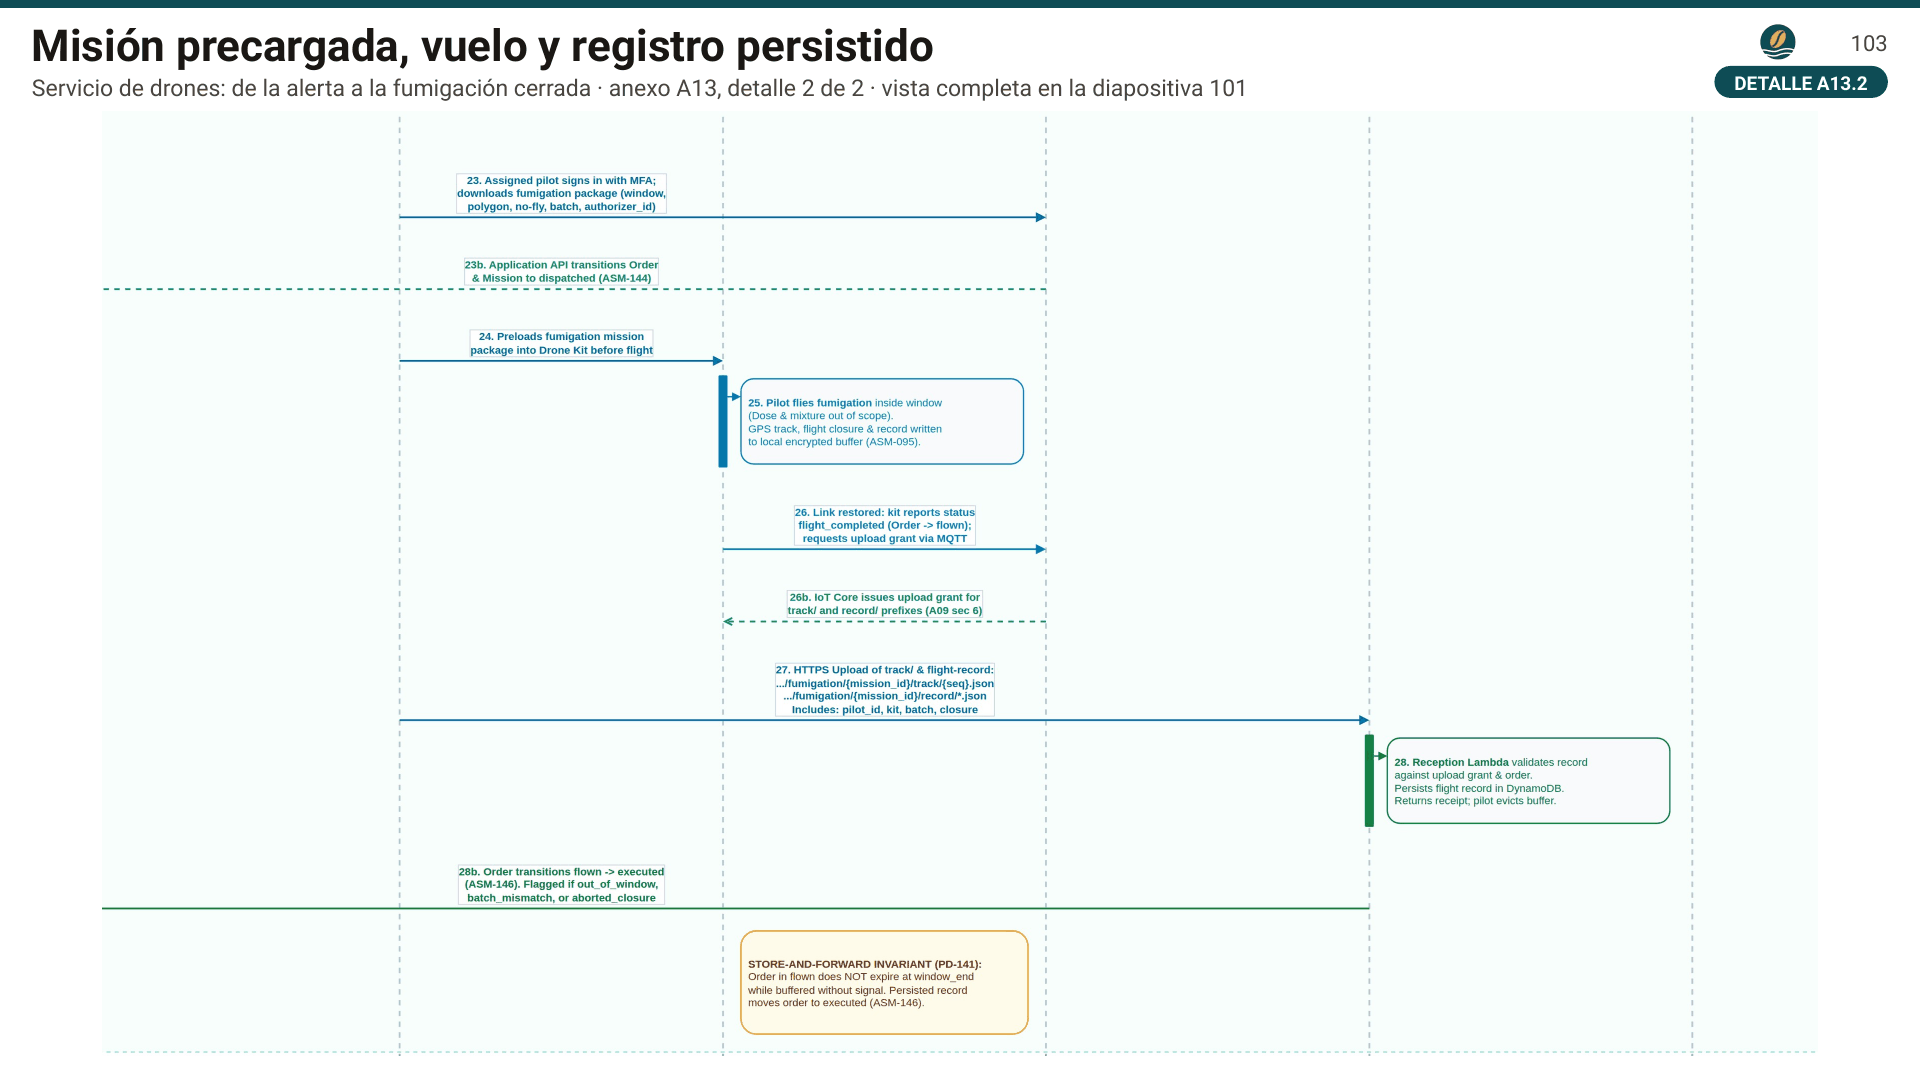 Misión precargada, vuelo y registro persistido
Servicio de drones: de la alerta a la fumigación cerrada · anexo A13, detalle 2 de 2 · vista completa en la diapositiva 101
103
DETALLE A13.2
23. Assigned pilot signs in with MFA;
downloads fumigation package (window,
polygon, no-fly, batch, authorizer_id)
23b. Application API transitions Order
& Mission to dispatched (ASM-144)
24. Preloads fumigation mission
package into Drone Kit before flight
25. Pilot flies fumigation inside window
(Dose & mixture out of scope).
GPS track, flight closure & record written
to local encrypted buffer (ASM-095).
26. Link restored: kit reports status
flight_completed (Order -> flown);
requests upload grant via MQTT
26b. IoT Core issues upload grant for
track/ and record/ prefixes (A09 sec 6)
27. HTTPS Upload of track/ & flight-record:
.../fumigation/{mission_id}/track/{seq}.json
.../fumigation/{mission_id}/record/*.json
Includes: pilot_id, kit, batch, closure
28. Reception Lambda validates record
against upload grant & order.
Persists flight record in DynamoDB.
Returns receipt; pilot evicts buffer.
28b. Order transitions flown -> executed
(ASM-146). Flagged if out_of_window,
batch_mismatch, or aborted_closure
STORE-AND-FORWARD INVARIANT (PD-141):
Order in flown does NOT expire at window_end
while buffered without signal. Persisted record
moves order to executed (ASM-146).